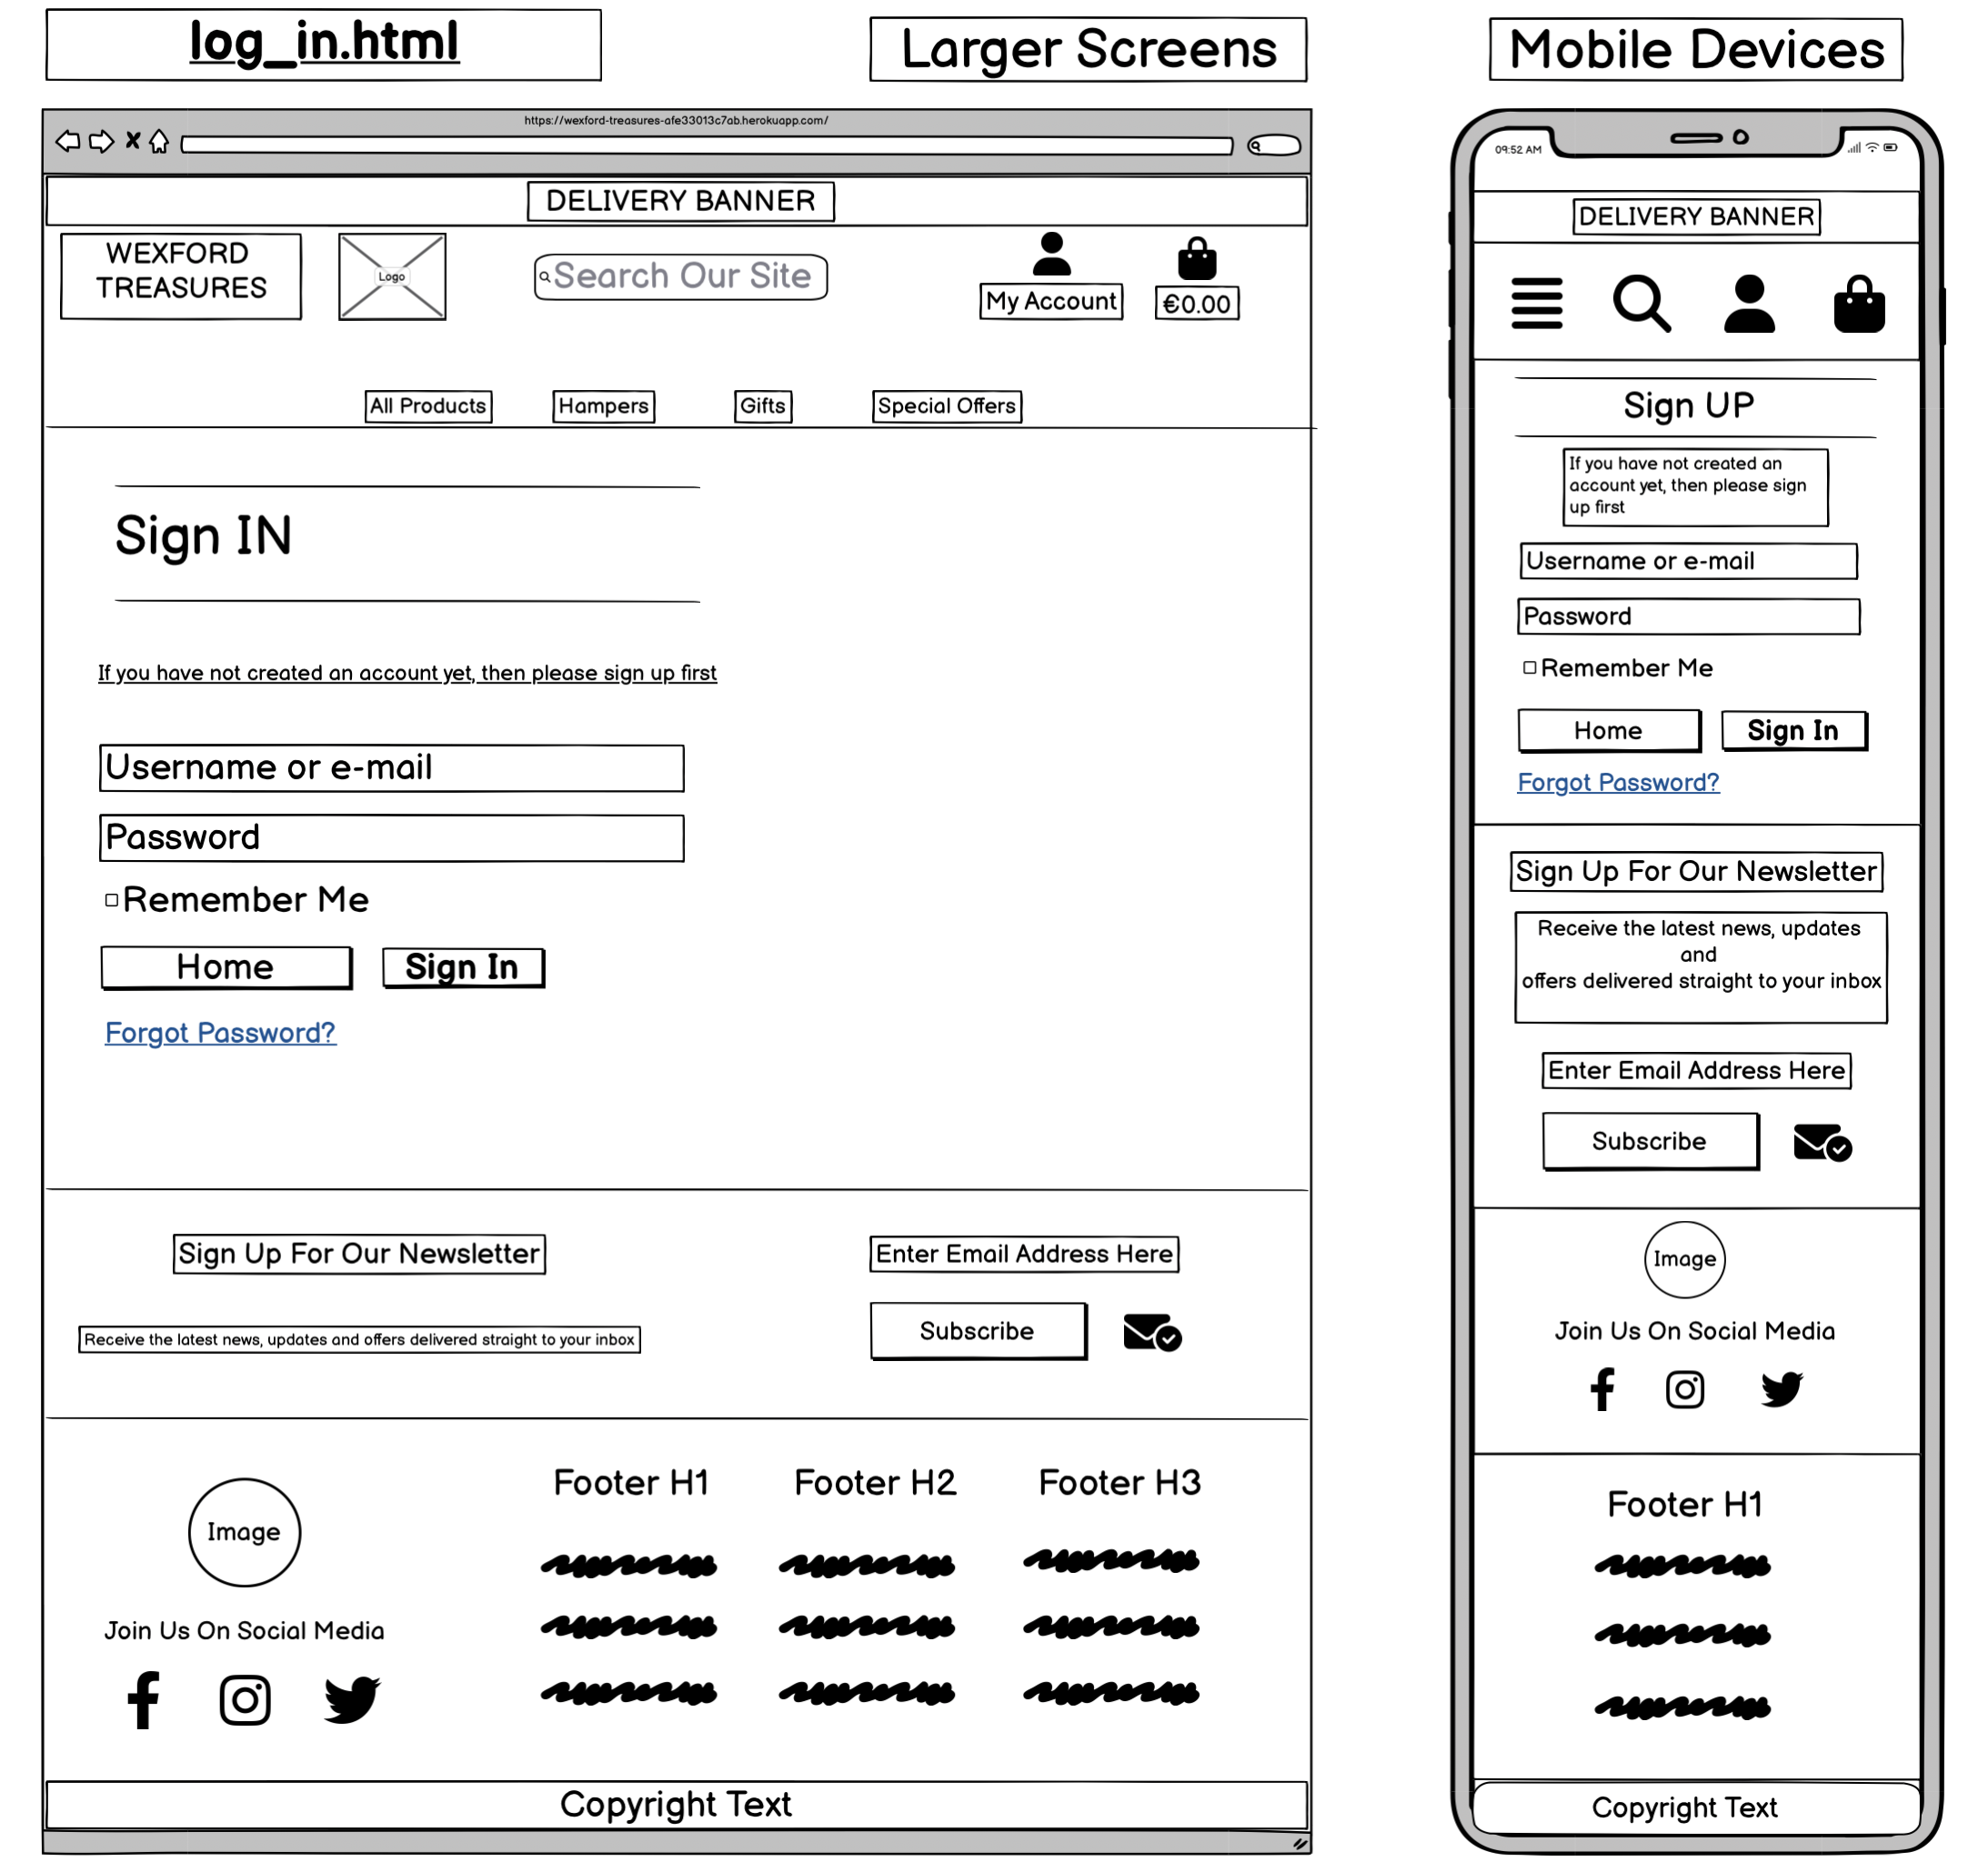 log_in.html
Larger Screens
Mobile Devices
https://wexford-treasures-afe33013c7ab.herokuapp.com/
DELIVERY BANNER
WEXFORD
TREASURES
Logo
Search Our Site
My Account
€0.00
All Products
Hampers
Gifts
Special Offers
Sign IN
If you have not created an account yet, then please sign up first
Username or e-mail
Password
Remember Me
Home
Sign In
Forgot Password?
Sign Up For Our Newsletter
Enter Email Address Here
Receive the latest news, updates and offers delivered straight to your inbox
Subscribe
Image
Join Us On Social Media
Footer H1
Footer H2
Footer H3
Copyright Text
09:52 AM
DELIVERY BANNER
Sign UP
If you have not created an
account yet, then please sign
up first
Username or e-mail
Password
Remember Me
Home
Sign In
Forgot Password?
Sign Up For Our Newsletter
Receive the latest news, updates
and
offers delivered straight to your inbox
Enter Email Address Here
Subscribe
Image
Join Us On Social Media
Footer H1
Copyright Text